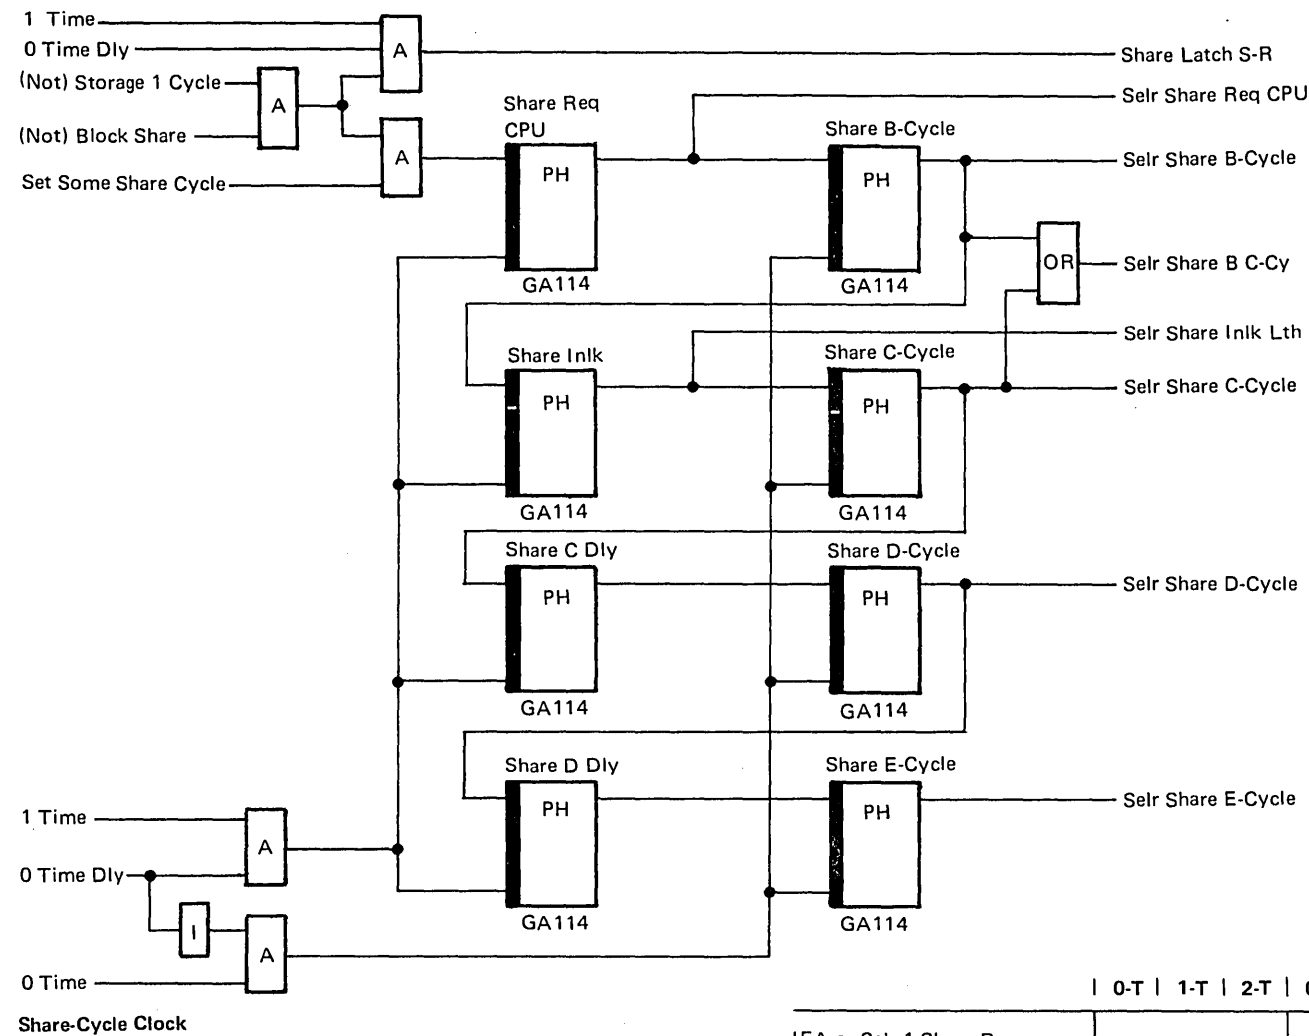 1 Time
0 Time Dly
A
Share Latch S-R
(Not) Storage 1 Cycle
A
Selr Share Req CPU
Share Req
CPU
Share B-Cycle
(Not) Block Share
A
Selr Share B-Cycle
Set Some Share Cycle
PH
PH
OR
Selr Share B C-Cy
GA114
GA114
Selr Share Inlk Lth
Share Inlk
Share C-Cycle
Selr Share C-Cycle
PH
PH
GA114
GA114
Share C Dly
Share D-Cycle
Selr Share D-Cycle
PH
PH
GA114
GA114
Share D Dly
Share E-Cycle
Selr Share E-Cycle
PH
PH
1 Time
A
0 Time Dly
GA114
GA114
I
A
0 Time
0-T | 1-T | 2-T |
Share-Cycle Clock